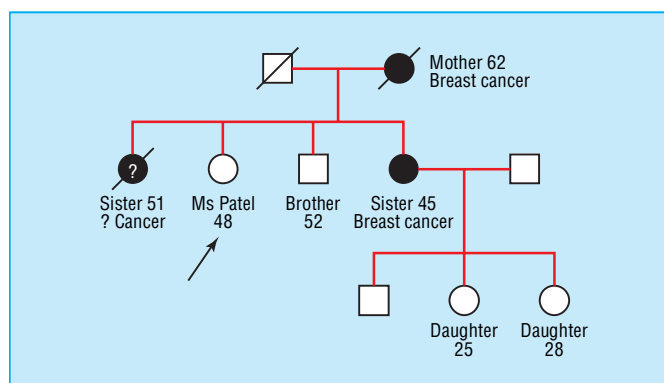 Mother 62
Breast cancer
?
Sister 51
? Cancer
Ms Patel
48
Brother
52
Sister 45
Breast cancer
Daughter
25
Daughter
28